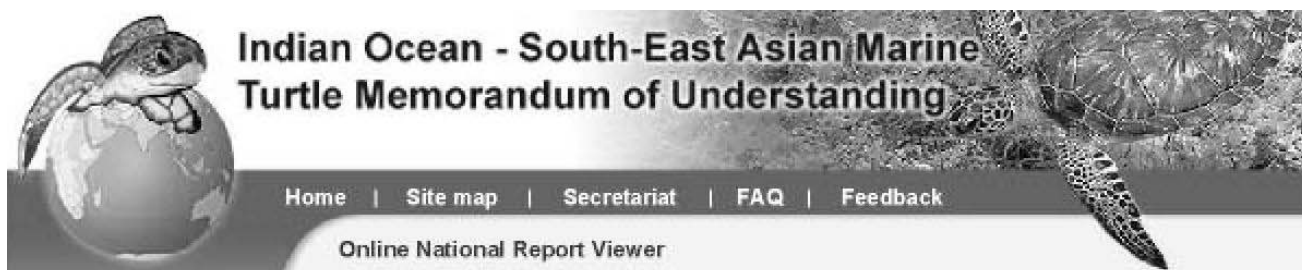 Indian Ocean - South-East Asian Marine
Turtle Memorandum of Understanding
Home | Site map | Secretariat | FAQ | Feedback
Online National Report Viewer